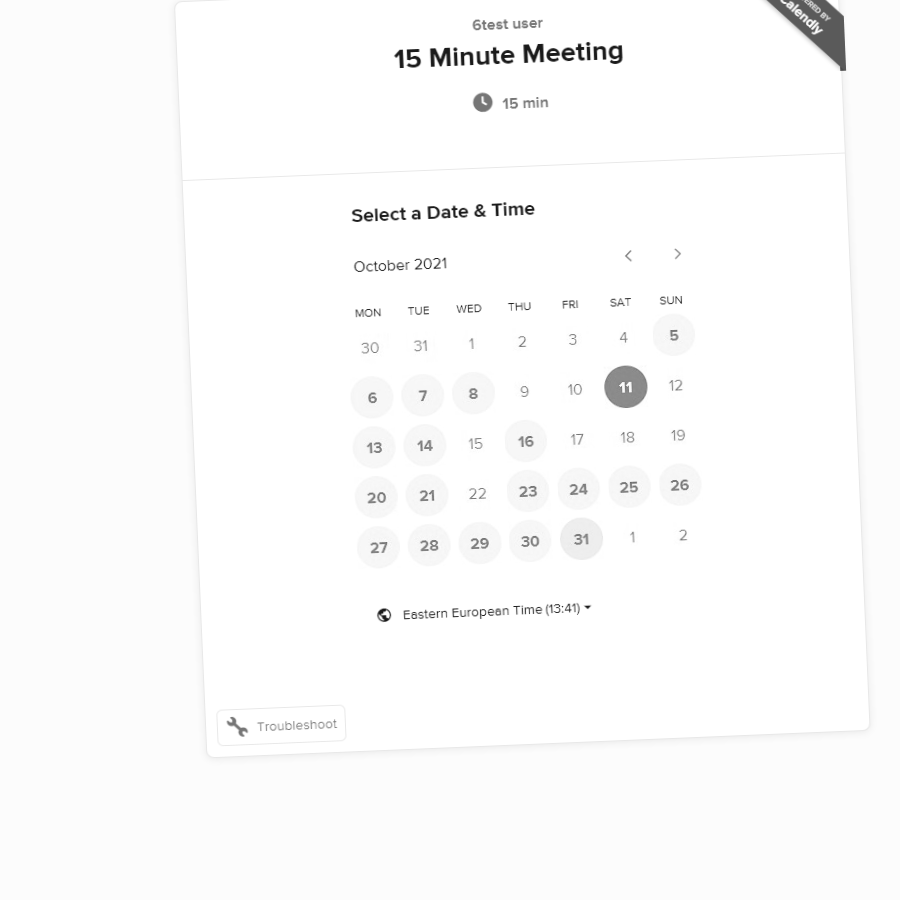 6test user
15 Minute Meeting
15 min
Calendly
Select a Date & Time
October 2021
MON TUE WED THU FRI SAT SUN
30 31 1 2 3 4 5
6 7 8 9 10 11 12
13 14 15 16 17 18 19
20 21 22 23 24 25 26
27 28 29 30 31 1 2
Eastern European Time (13:41)
Troubleshoot